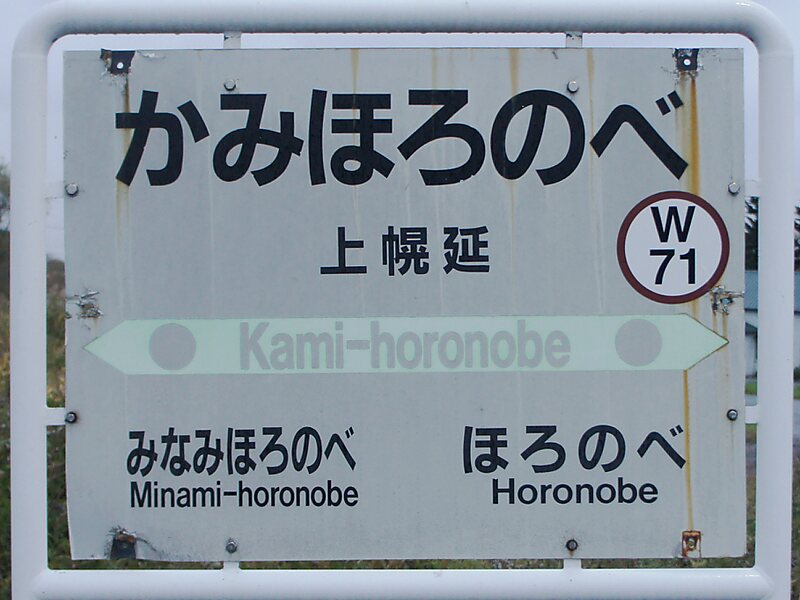 かみほろのべ
上幌延
W
71
Kami-horonobe
みなみほろのべ
Minami-horonobe
ほろのべ
Horonobe